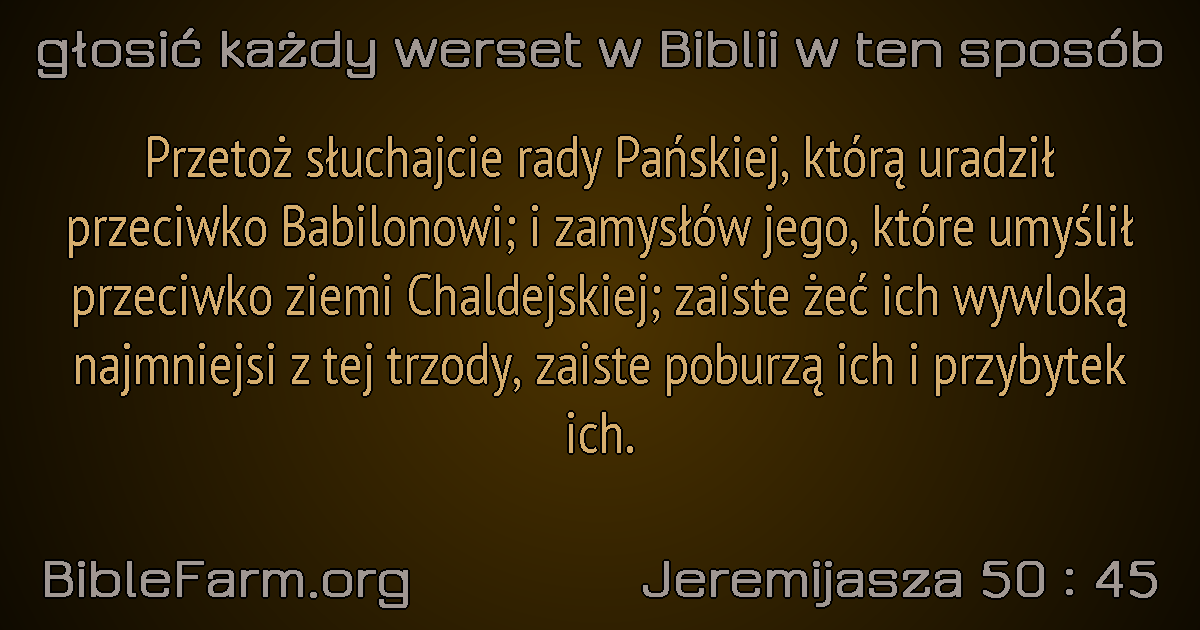 głosić każdy werset w Biblii w ten sposób
Przetoż słuchajcie rady Pańskiej, którą uradził
przeciwko Babilonowi; i zamysłów jego, które umyślił
przeciwko ziemi Chaldejskiej; zaiste żeć ich wywloką
najmniejsi z tej trzody, zaiste poburzą ich i przybytek
ich.
BibleFarm.org
Jeremijasza 50 : 45